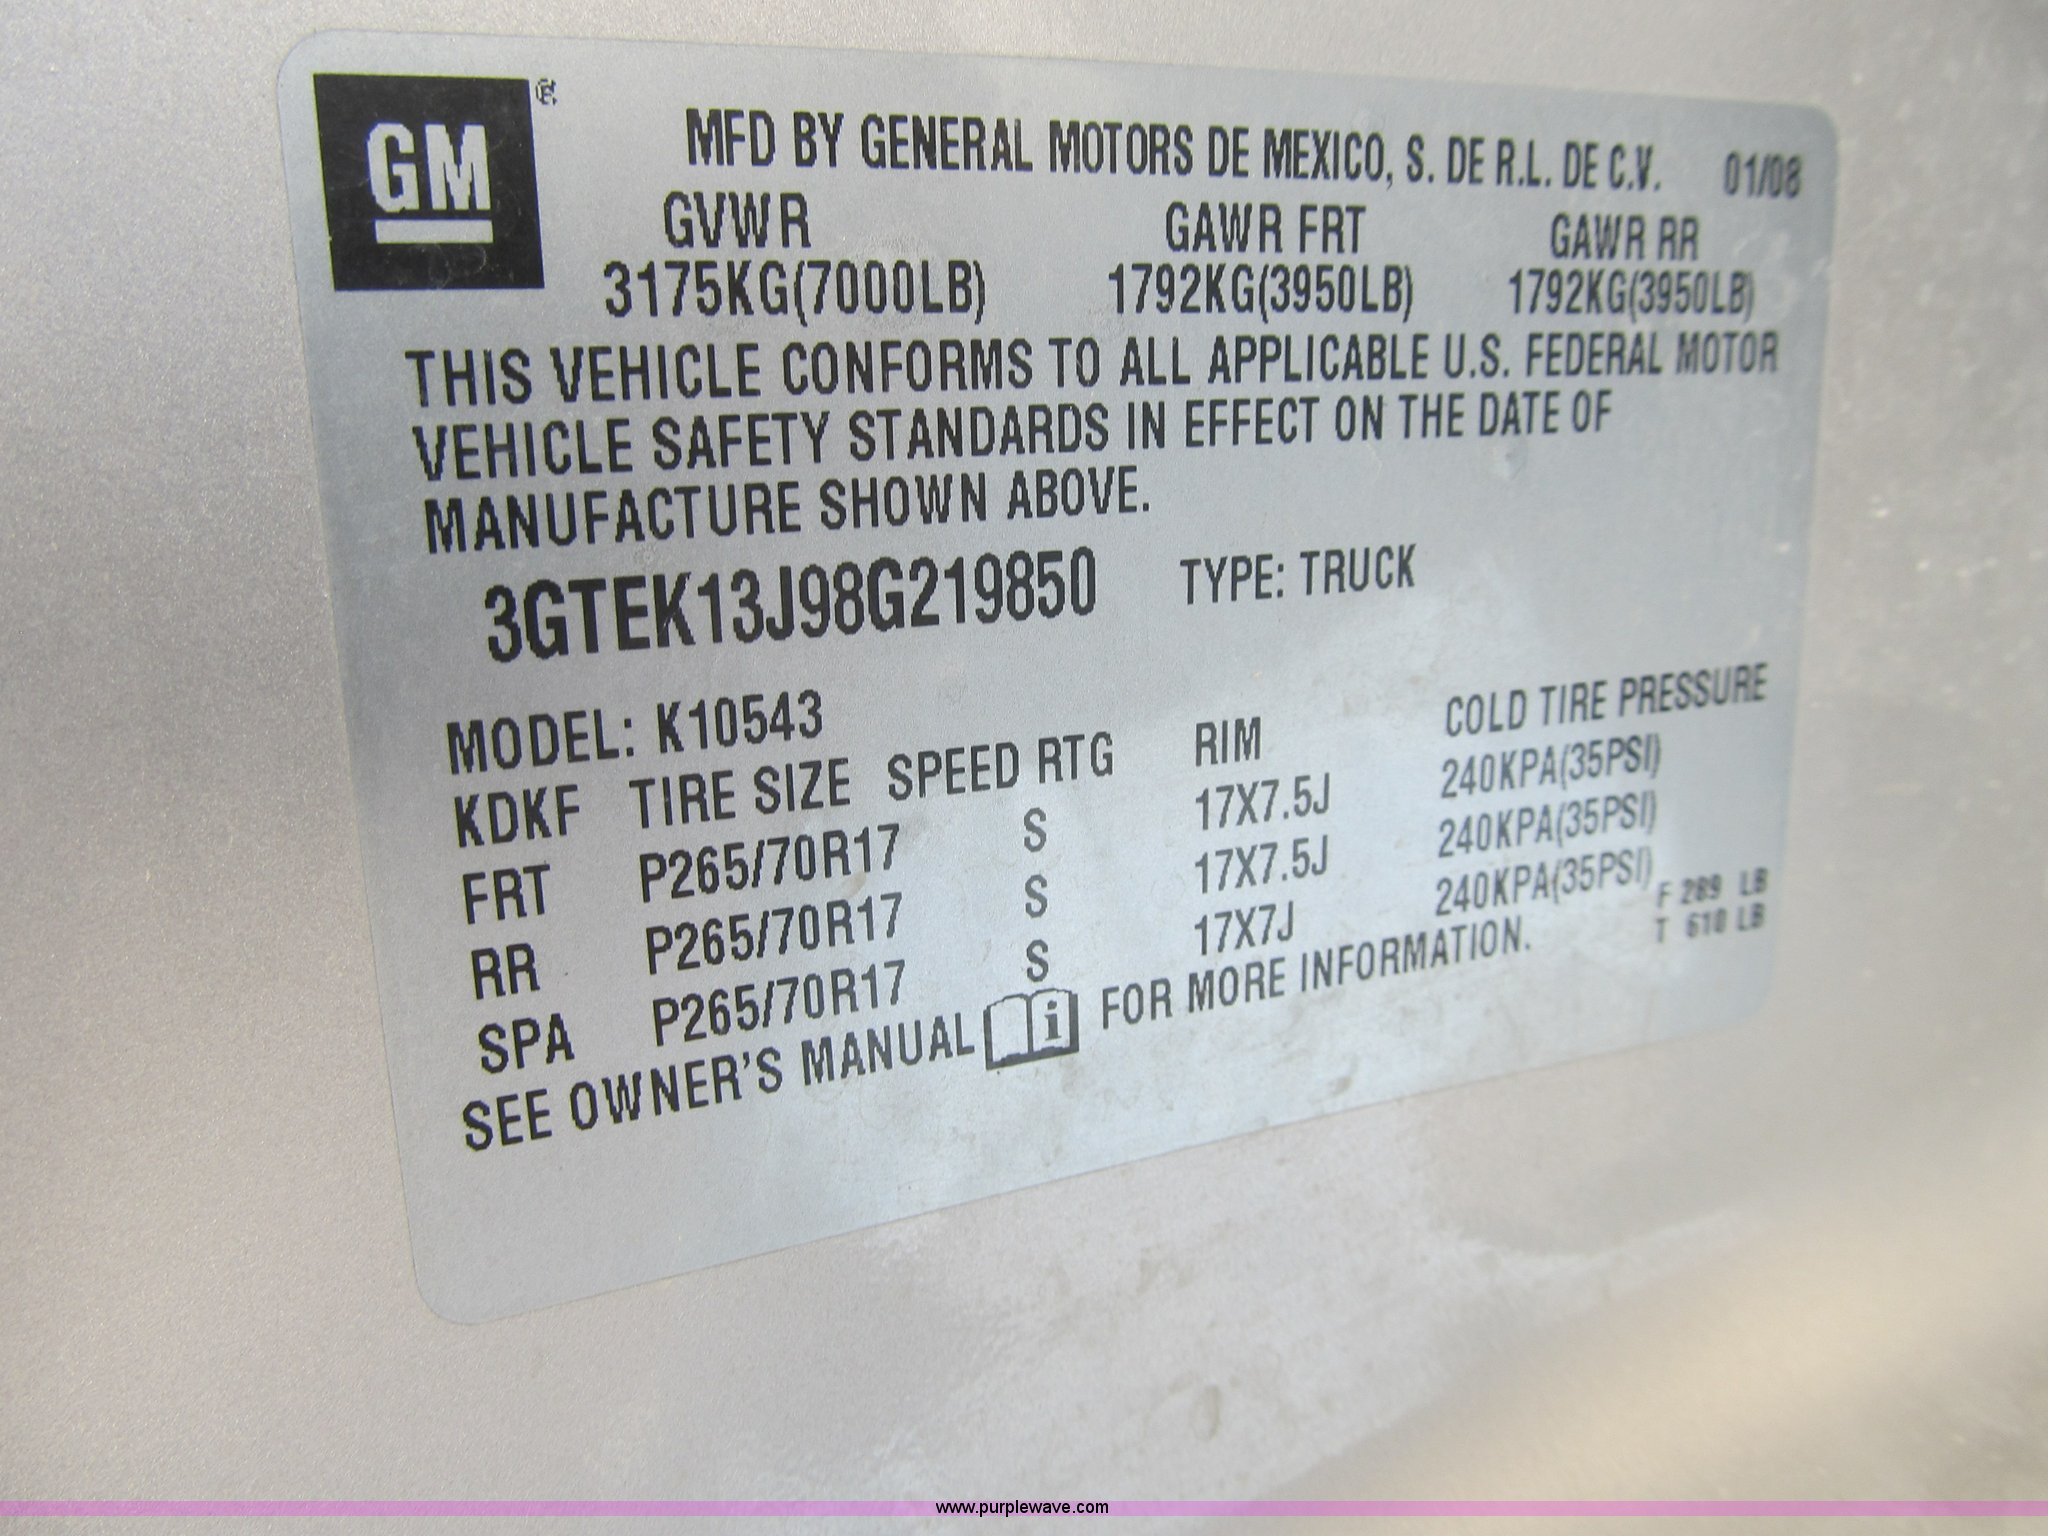 GM ®
MFD BY GENERAL MOTORS DE MEXICO, S. DE R.L. DE C.V. 01/08
GVWR GAWR FRT GAWR RR
3175KG(7000LB) 1792KG(3950LB) 1792KG(3950LB)
THIS VEHICLE CONFORMS TO ALL APPLICABLE U.S. FEDERAL MOTOR
VEHICLE SAFETY STANDARDS IN EFFECT ON THE DATE OF
MANUFACTURE SHOWN ABOVE.
3GTEK13J98G219850 TYPE: TRUCK
MODEL: K10543
KDKF TIRE SIZE SPEED RTG RIM COLD TIRE PRESSURE
FRT P265/70R17 S 17X7.5J 240KPA(35PSI)
RR P265/70R17 S 17X7.5J 240KPA(35PSI)
SPA P265/70R17 S 17X7J 240KPA(35PSI)
SEE OWNER'S MANUAL i FOR MORE INFORMATION.
F 289 LB
T 610 LB
www.purplewave.com